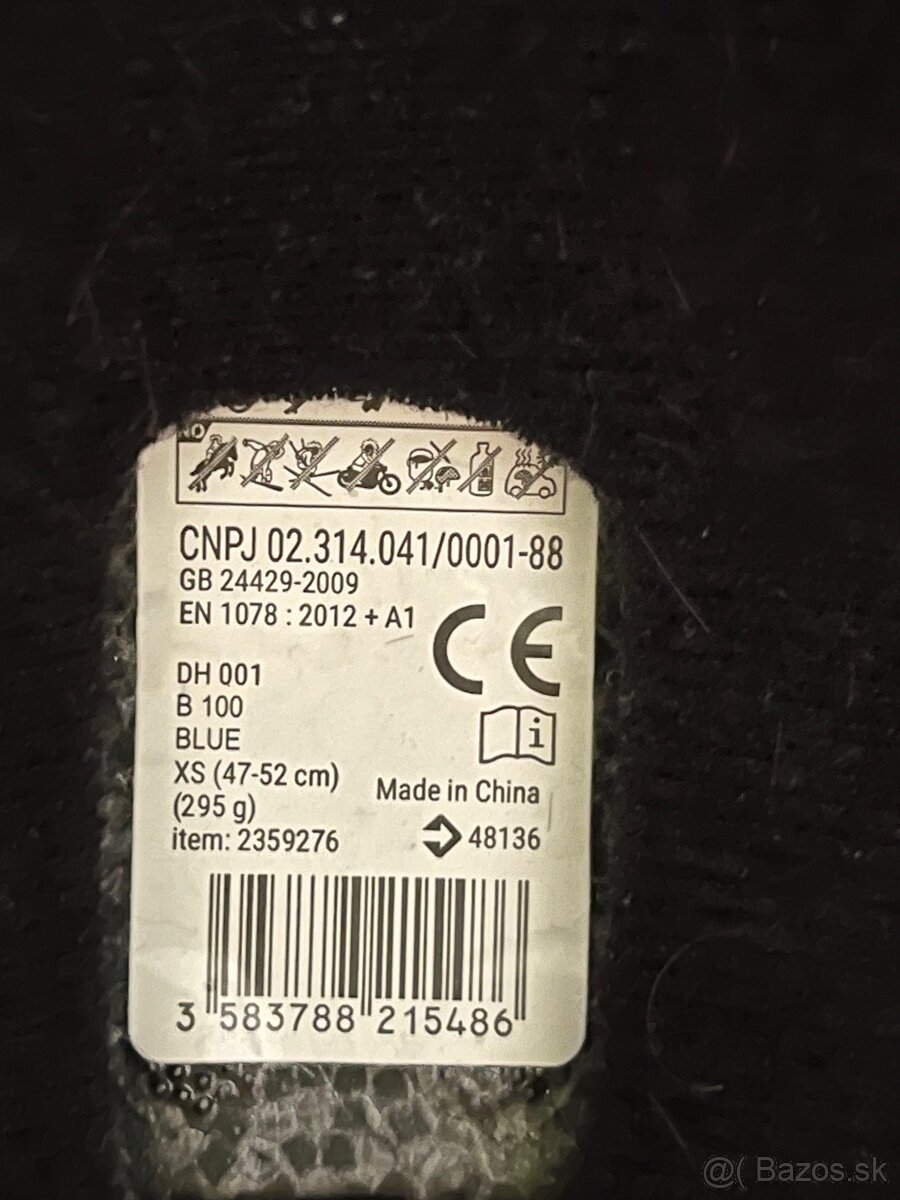 CNPJ 02.314.041/0001-88
GB 24429-2009
EN 1078 : 2012 + A1
CE
DH 001
B 100
BLUE
i
XS (47-52 cm)
Made in China
(295 g)
item: 2359276
48136
3 583788 215486
@( Bazos.sk